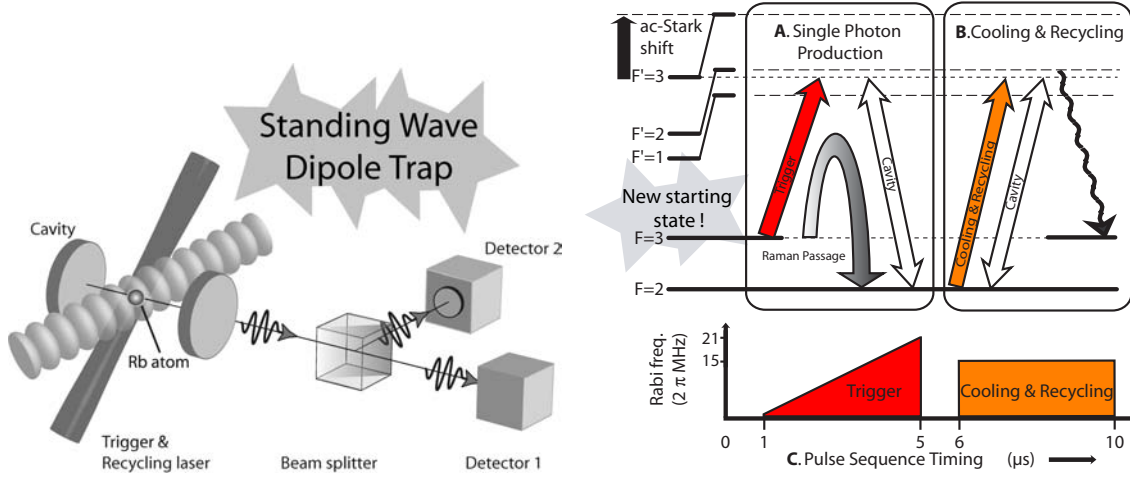 Standing Wave
Dipole Trap
Cavity
Rb atom
Trigger &
Recycling laser
Beam splitter
Detector 2
Detector 1
ac-Stark
shift
F'=3
F'=2
F'=1
New starting
state !
F=3
F=2
A. Single Photon
Production
Trigger
Cavity
Raman Passage
B. Cooling & Recycling
Cooling & Recycling
Cavity
Rabi freq.
(2 π MHz)
21
15
Trigger
Cooling & Recycling
0
1
5
6
10
C. Pulse Sequence Timing (µs)